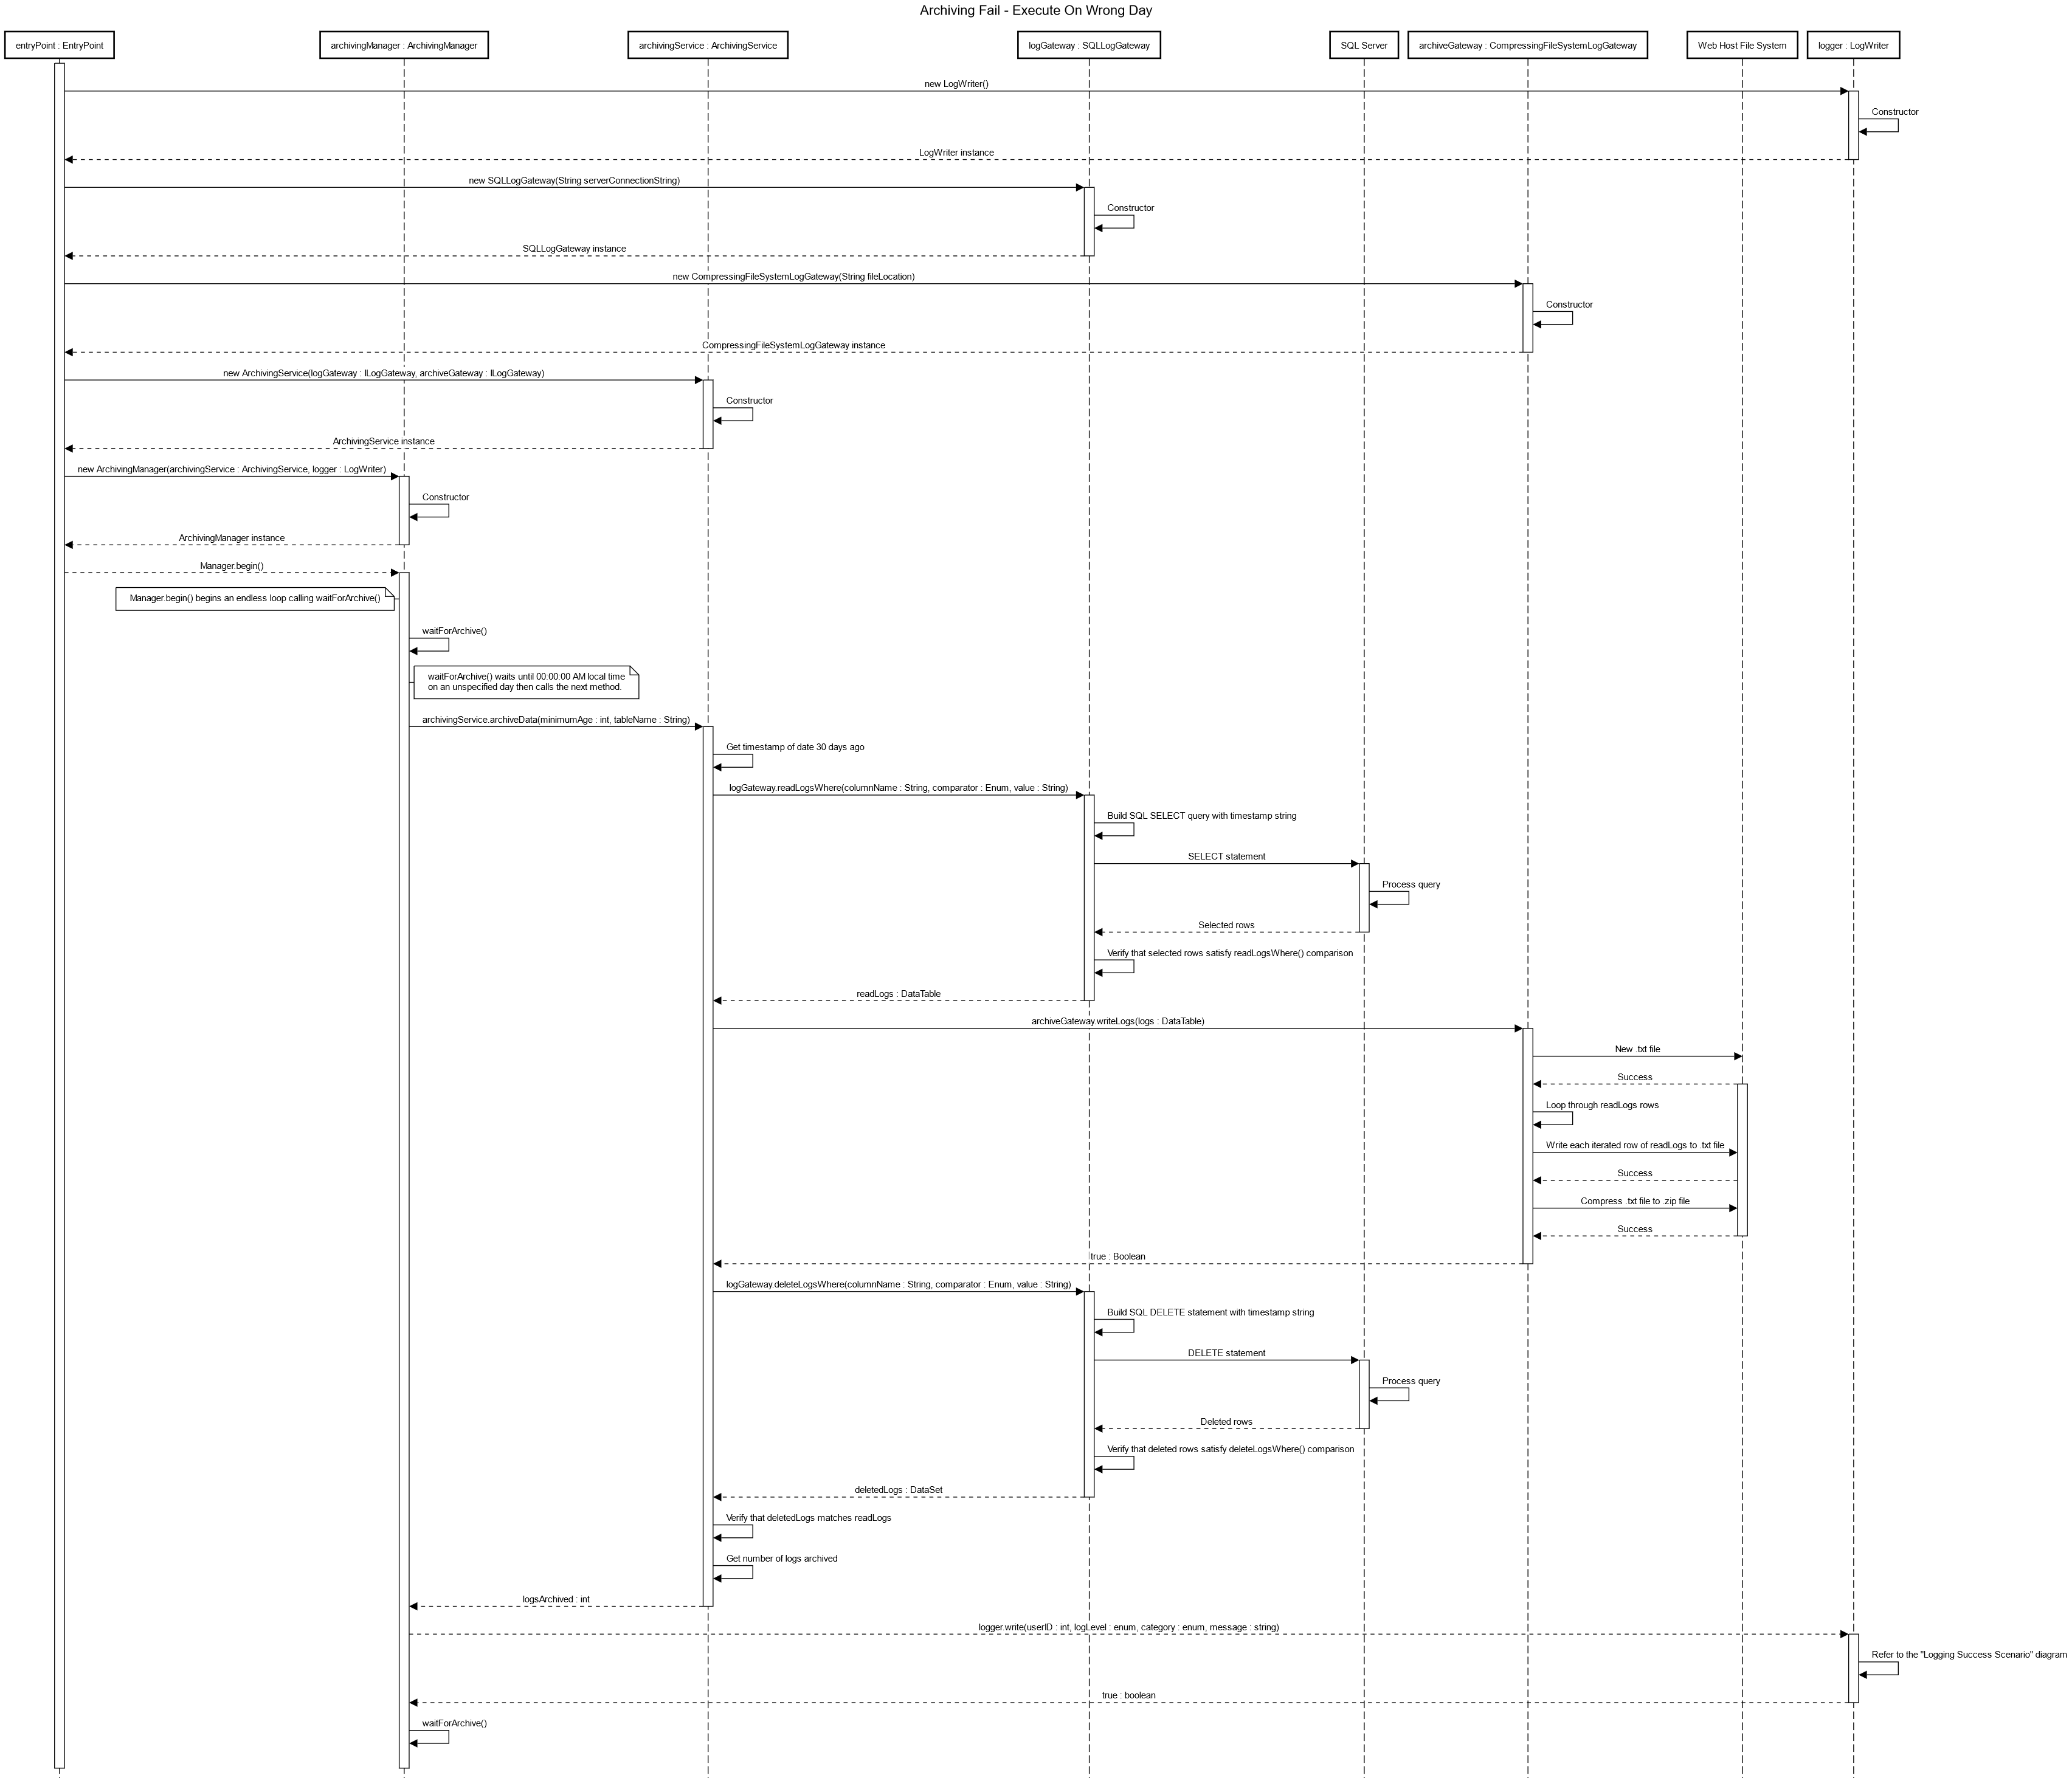 Archiving Fail - Execute On Wrong Day
entryPoint : EntryPoint
archivingManager : ArchivingManager
archivingService : ArchivingService
logGateway : SQLLogGateway
SQL Server
archiveGateway : CompressingFileSystemLogGateway
Web Host File System
logger : LogWriter
new LogWriter()
Constructor
LogWriter instance
new SQLLogGateway(String serverConnectionString)
Constructor
SQLLogGateway instance
new CompressingFileSystemLogGateway(String fileLocation)
Constructor
CompressingFileSystemLogGateway instance
new ArchivingService(logGateway : ILogGateway, archiveGateway : ILogGateway)
Constructor
ArchivingService instance
new ArchivingManager(archivingService : ArchivingService, logger : LogWriter)
Constructor
ArchivingManager instance
Manager.begin()
Manager.begin() begins an endless loop calling waitForArchive()
waitForArchive()
waitForArchive() waits until 00:00:00 AM local time
on an unspecified day then calls the next method.
archivingService.archiveData(minimumAge : int, tableName : String)
Get timestamp of date 30 days ago
logGateway.readLogsWhere(columnName : String, comparator : Enum, value : String)
Build SQL SELECT query with timestamp string
SELECT statement
Process query
Selected rows
Verify that selected rows satisfy readLogsWhere() comparison
readLogs : DataTable
archiveGateway.writeLogs(logs : DataTable)
New .txt file
Success
Loop through readLogs rows
Write each iterated row of readLogs to .txt file
Success
Compress .txt file to .zip file
Success
true : Boolean
logGateway.deleteLogsWhere(columnName : String, comparator : Enum, value : String)
Build SQL DELETE statement with timestamp string
DELETE statement
Process query
Deleted rows
Verify that deleted rows satisfy deleteLogsWhere() comparison
deletedLogs : DataSet
Verify that deletedLogs matches readLogs
Get number of logs archived
logsArchived : int
logger.write(userID : int, logLevel : enum, category : enum, message : string)
Refer to the "Logging Success Scenario" diagram
true : boolean
waitForArchive()